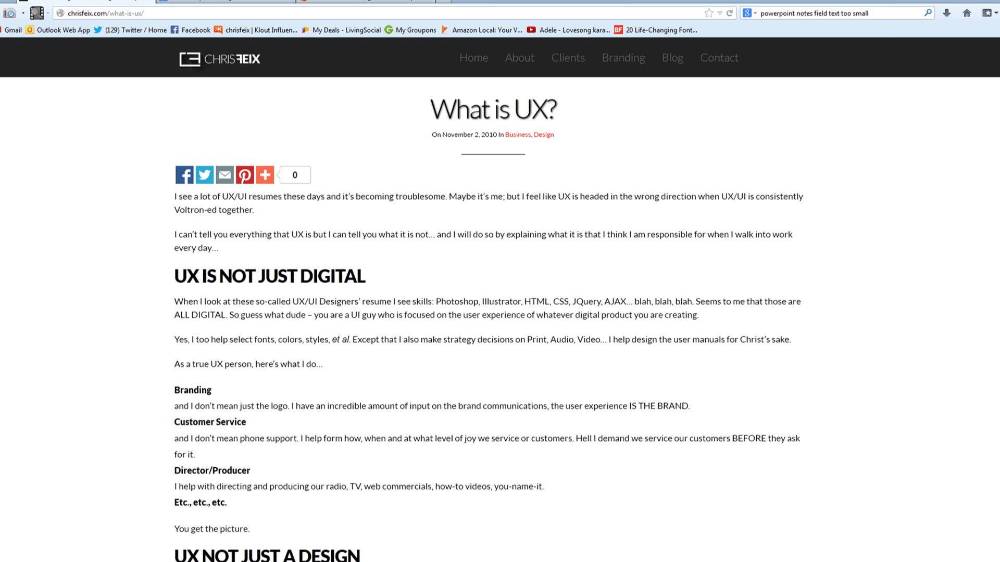 chrisfeix.com/what-is-ux/
powerpoint notes field text too small
Gmail Outlook Web App (129) Twitter / Home Facebook chrisfeix | Klout Influen... My Deals - LivingSocial My Groupons Amazon Local: Your V... Adele - Lovesong kara... BF 20 Life-Changing Font...
CHRISFEIX Home About Clients Branding Blog Contact
What is UX?
On November 2, 2010 In Business, Design
0
I see a lot of UX/UI resumes these days and it's becoming troublesome. Maybe it's me; but I feel like UX is headed in the wrong direction when UX/UI is consistently
Voltron-ed together.
I can't tell you everything that UX is but I can tell you what it is not... and I will do so by explaining what it is that I think I am responsible for when I walk into work
every day...
UX IS NOT JUST DIGITAL
When I look at these so-called UX/UI Designers' resume I see skills: Photoshop, Illustrator, HTML, CSS, JQuery, AJAX... blah, blah, blah. Seems to me that those are
ALL DIGITAL. So guess what dude – you are a UI guy who is focused on the user experience of whatever digital product you are creating.
Yes, I too help select fonts, colors, styles, et al. Except that I also make strategy decisions on Print, Audio, Video... I help design the user manuals for Christ's sake.
As a true UX person, here's what I do...
Branding
and I don't mean just the logo. I have an incredible amount of input on the brand communications, the user experience IS THE BRAND.
Customer Service
and I don't mean phone support. I help form how, when and at what level of joy we service or customers. Hell I demand we service our customers BEFORE they ask
for it.
Director/Producer
I help with directing and producing our radio, TV, web commercials, how-to videos, you-name-it.
Etc., etc., etc.
You get the picture.
UX NOT JUST A DESIGN